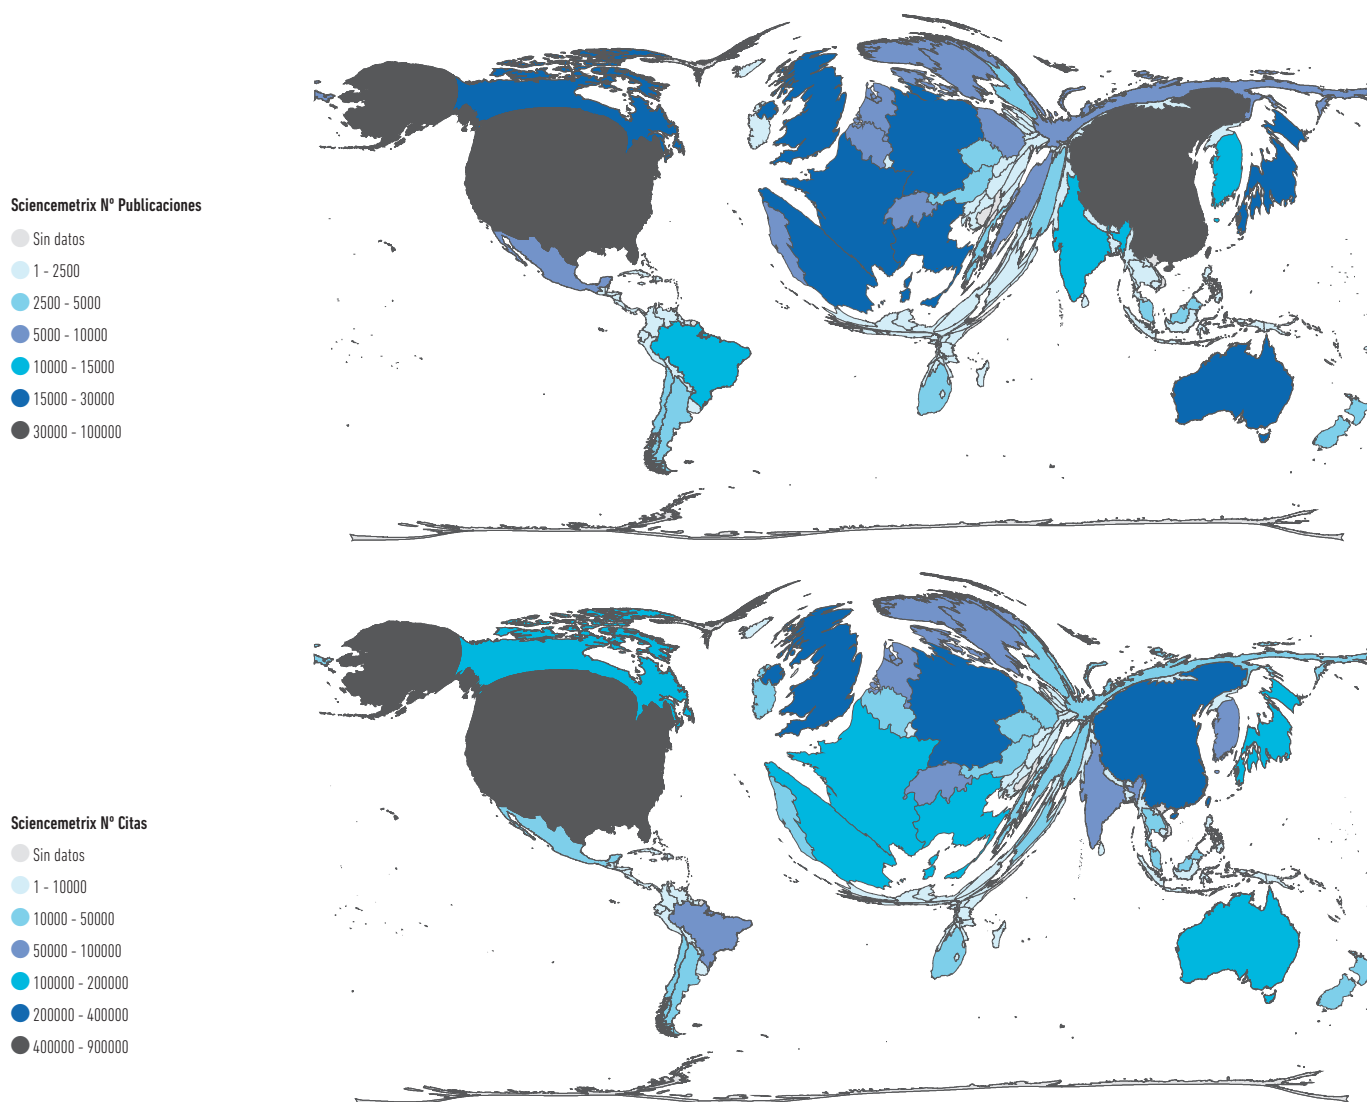 Sciencemetrix Nº Publicaciones
Sin datos
1 - 2500
2500 - 5000
5000 - 10000
10000 - 15000
15000 - 30000
30000 - 100000
Sciencemetrix Nº Citas
Sin datos
1 - 10000
10000 - 50000
50000 - 100000
100000 - 200000
200000 - 400000
400000 - 900000